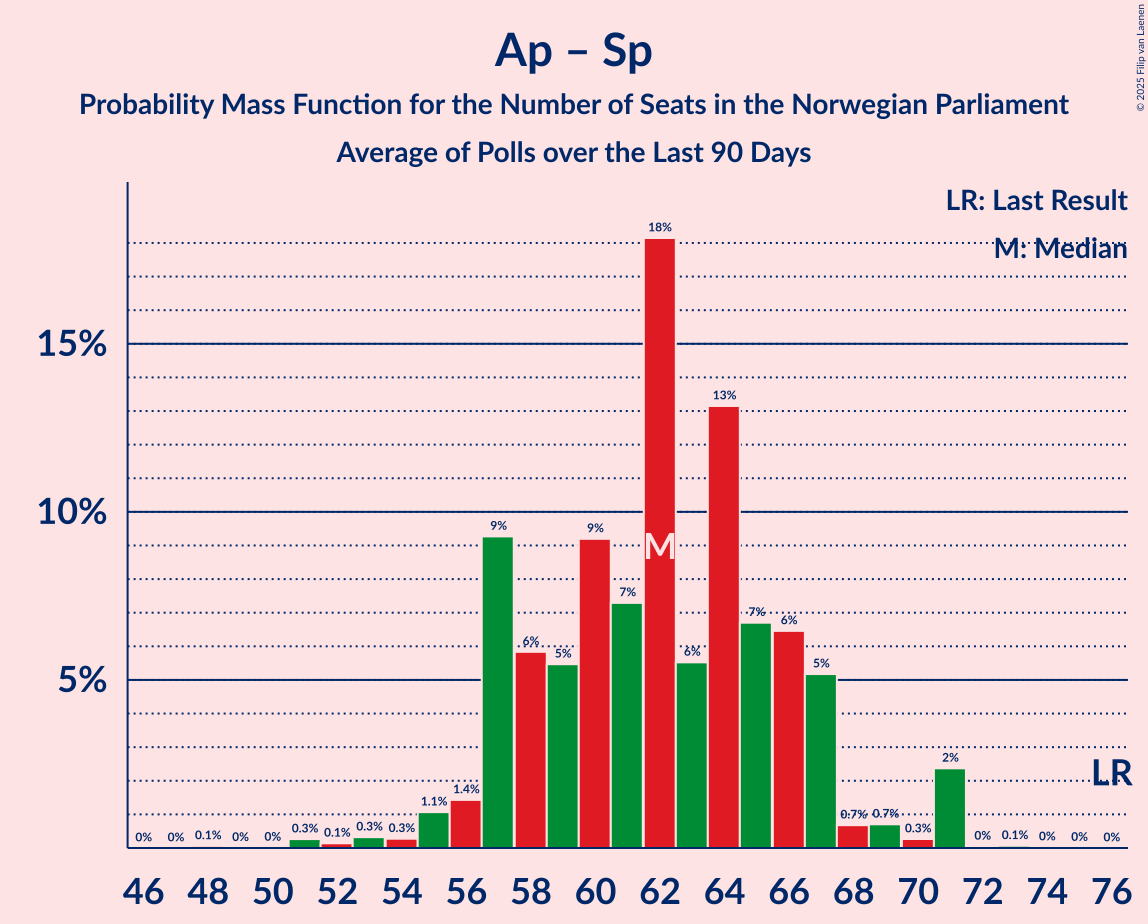 Ap – Sp
Probability Mass Function for the Number of Seats in the Norwegian Parliament
Average of Polls over the Last 90 Days
© 2025 Filip van Laenen
LR: Last Result
M: Median
15%
10%
5%
0% 0% 0.1% 0% 0% 0.3% 0.1% 0.3% 0.3% 1.1% 1.4% 9% 6% 5% 9% 7% 18% 6% 13% 7% 6% 5% 0.7% 0.7% 0.3% 2% 0% 0.1% 0% 0% 0%
M
LR
46 48 50 52 54 56 58 60 62 64 66 68 70 72 74 76